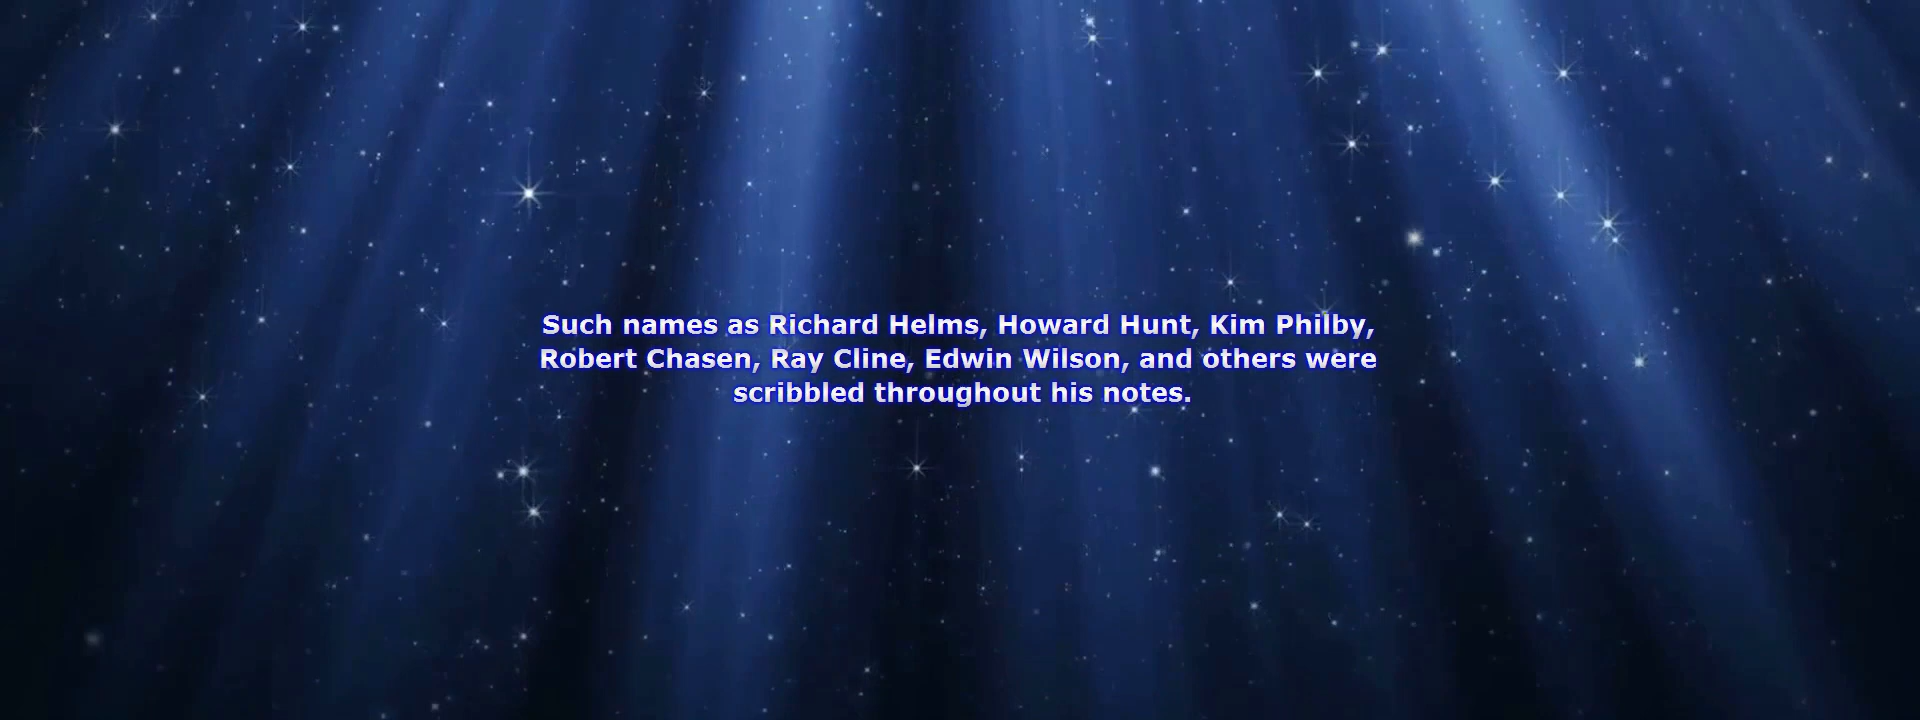 Such names as Richard Helms, Howard Hunt, Kim Philby,
Robert Chasen, Ray Cline, Edwin Wilson, and others were
scribbled throughout his notes.